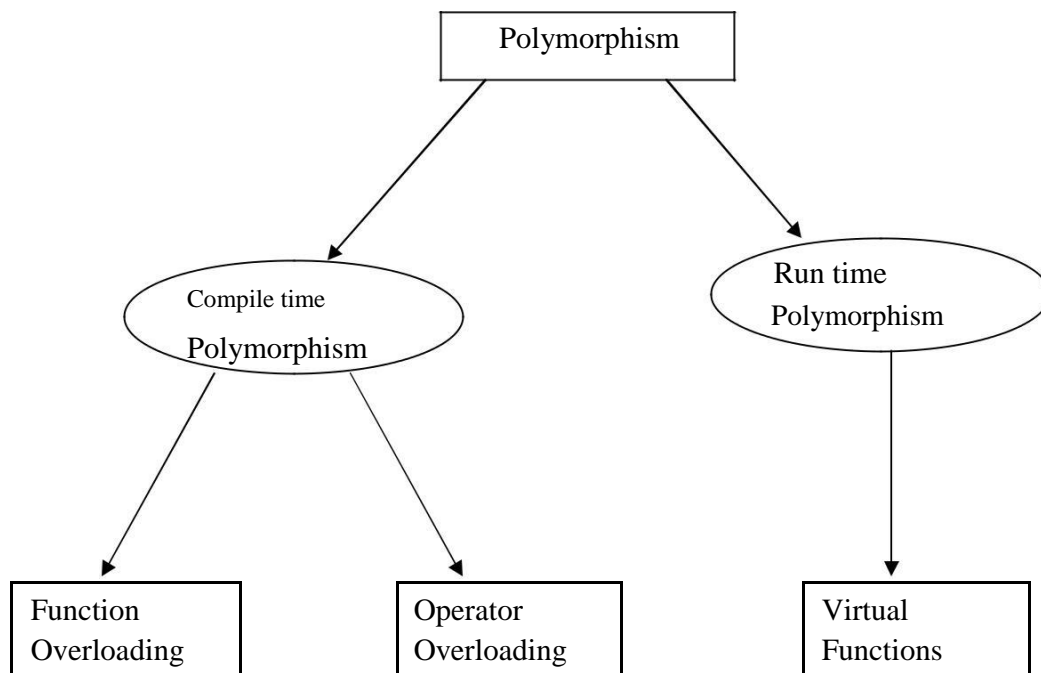 Polymorphism
Compile time
Polymorphism
Run time
Polymorphism
Function
Overloading
Operator
Overloading
Virtual
Functions